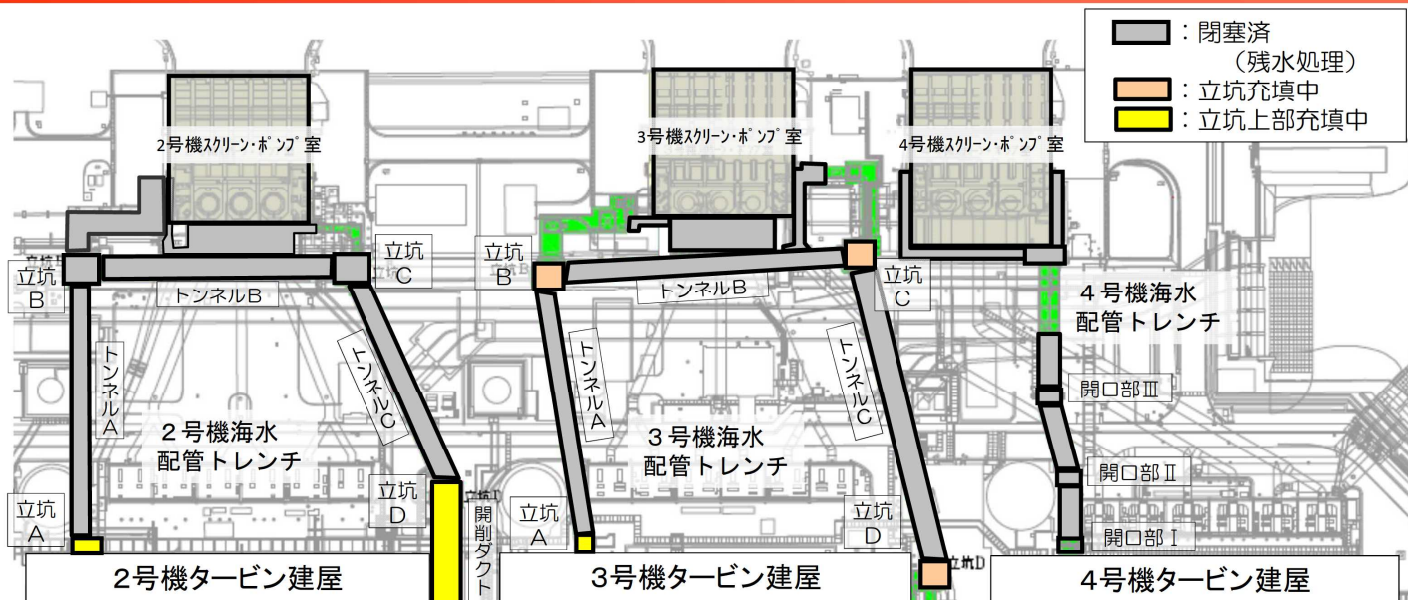 ：閉塞済
（残水処理）
：立坑充填中
：立坑上部充填中
2号機スクリーン・ポンプ室
3号機スクリーン・ポンプ室
4号機スクリーン・ポンプ室
立坑
B
立坑
C
トンネルB
トンネルA
トンネルC
2号機海水
配管トレンチ
立坑
A
立坑
D
開削ダクト
2号機タービン建屋
立坑
B
立坑
C
トンネルB
トンネルA
トンネルC
3号機海水
配管トレンチ
立坑
A
立坑
D
立坑D
3号機タービン建屋
4号機海水
配管トレンチ
開口部Ⅲ
開口部Ⅱ
開口部Ⅰ
4号機タービン建屋